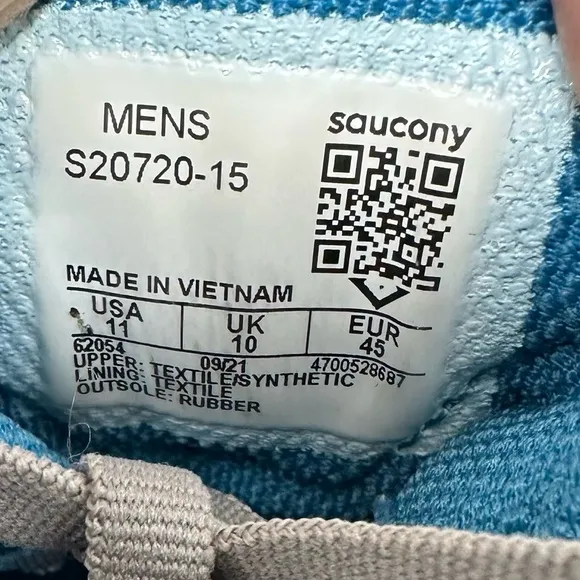 MENS
saucony
S20720-15
MADE IN VIETNAM
USA UK EUR
11 10 45
62054 09/21 4700528687
UPPER: TEXTILE/SYNTHETIC
LINING: TEXTILE
OUTSOLE: RUBBER